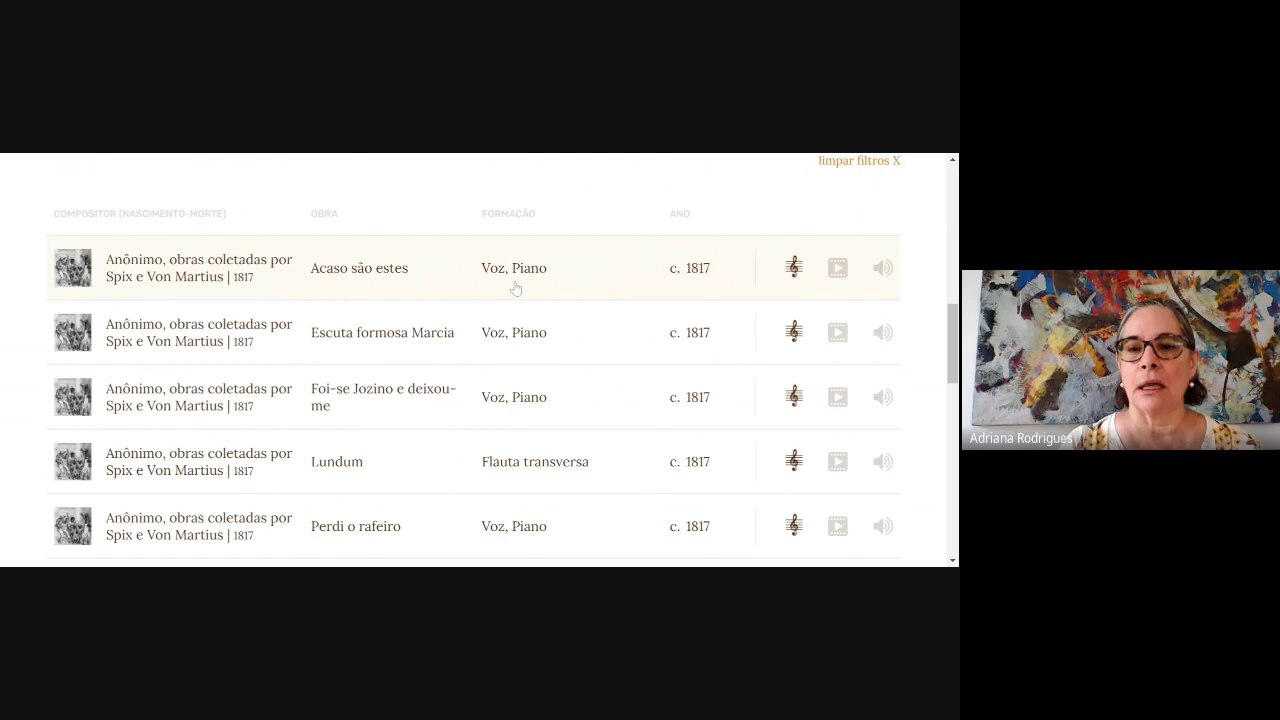 limpar filtros X
COMPOSITOR (NASCIMENTO-MORTE) OBRA FORMAÇÃO ANO
Anônimo, obras coletadas por
Spix e Von Martius | 1817
Acaso são estes
Voz, Piano
c. 1817
Anônimo, obras coletadas por
Spix e Von Martius | 1817
Escuta formosa Marcia
Voz, Piano
c. 1817
Anônimo, obras coletadas por
Spix e Von Martius | 1817
Foi-se Jozino e deixou-
me
Voz, Piano
c. 1817
Anônimo, obras coletadas por
Spix e Von Martius | 1817
Lundum
Flauta transversa
c. 1817
Anônimo, obras coletadas por
Spix e Von Martius | 1817
Perdi o rafeiro
Voz, Piano
c. 1817
Adriana Rodrigues